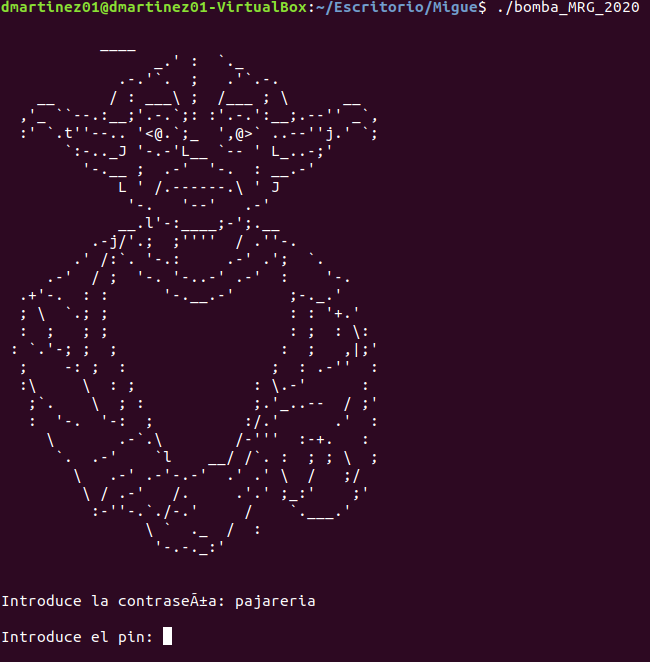 dmartinez01@dmartinez01-VirtualBox:~/Escritorio/Migue$ ./bomba_MRG_2020
Introduce la contraseÃ±a: pajareria
Introduce el pin: